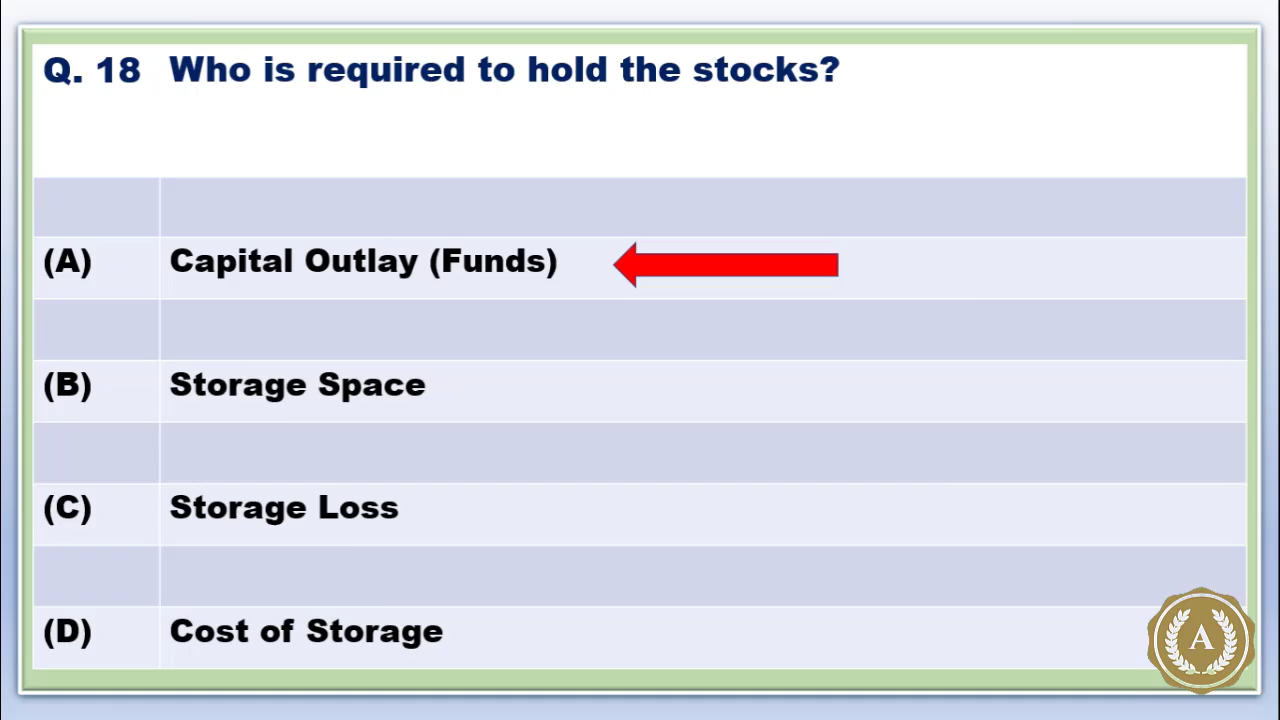 Q. 18 Who is required to hold the stocks?
(A) Capital Outlay (Funds)
(B) Storage Space
(C) Storage Loss
(D) Cost of Storage
A